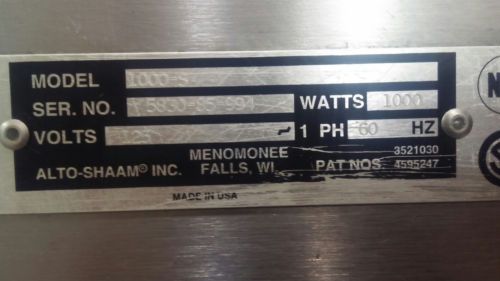 MODEL 1000-S
SER. NO. WATTS 1000
VOLTS 125 1 PH 60 HZ
ALTO-SHAAM® INC. MENOMONEE FALLS, WI. PAT NOS 3521030 4595247
MADE IN USA
N